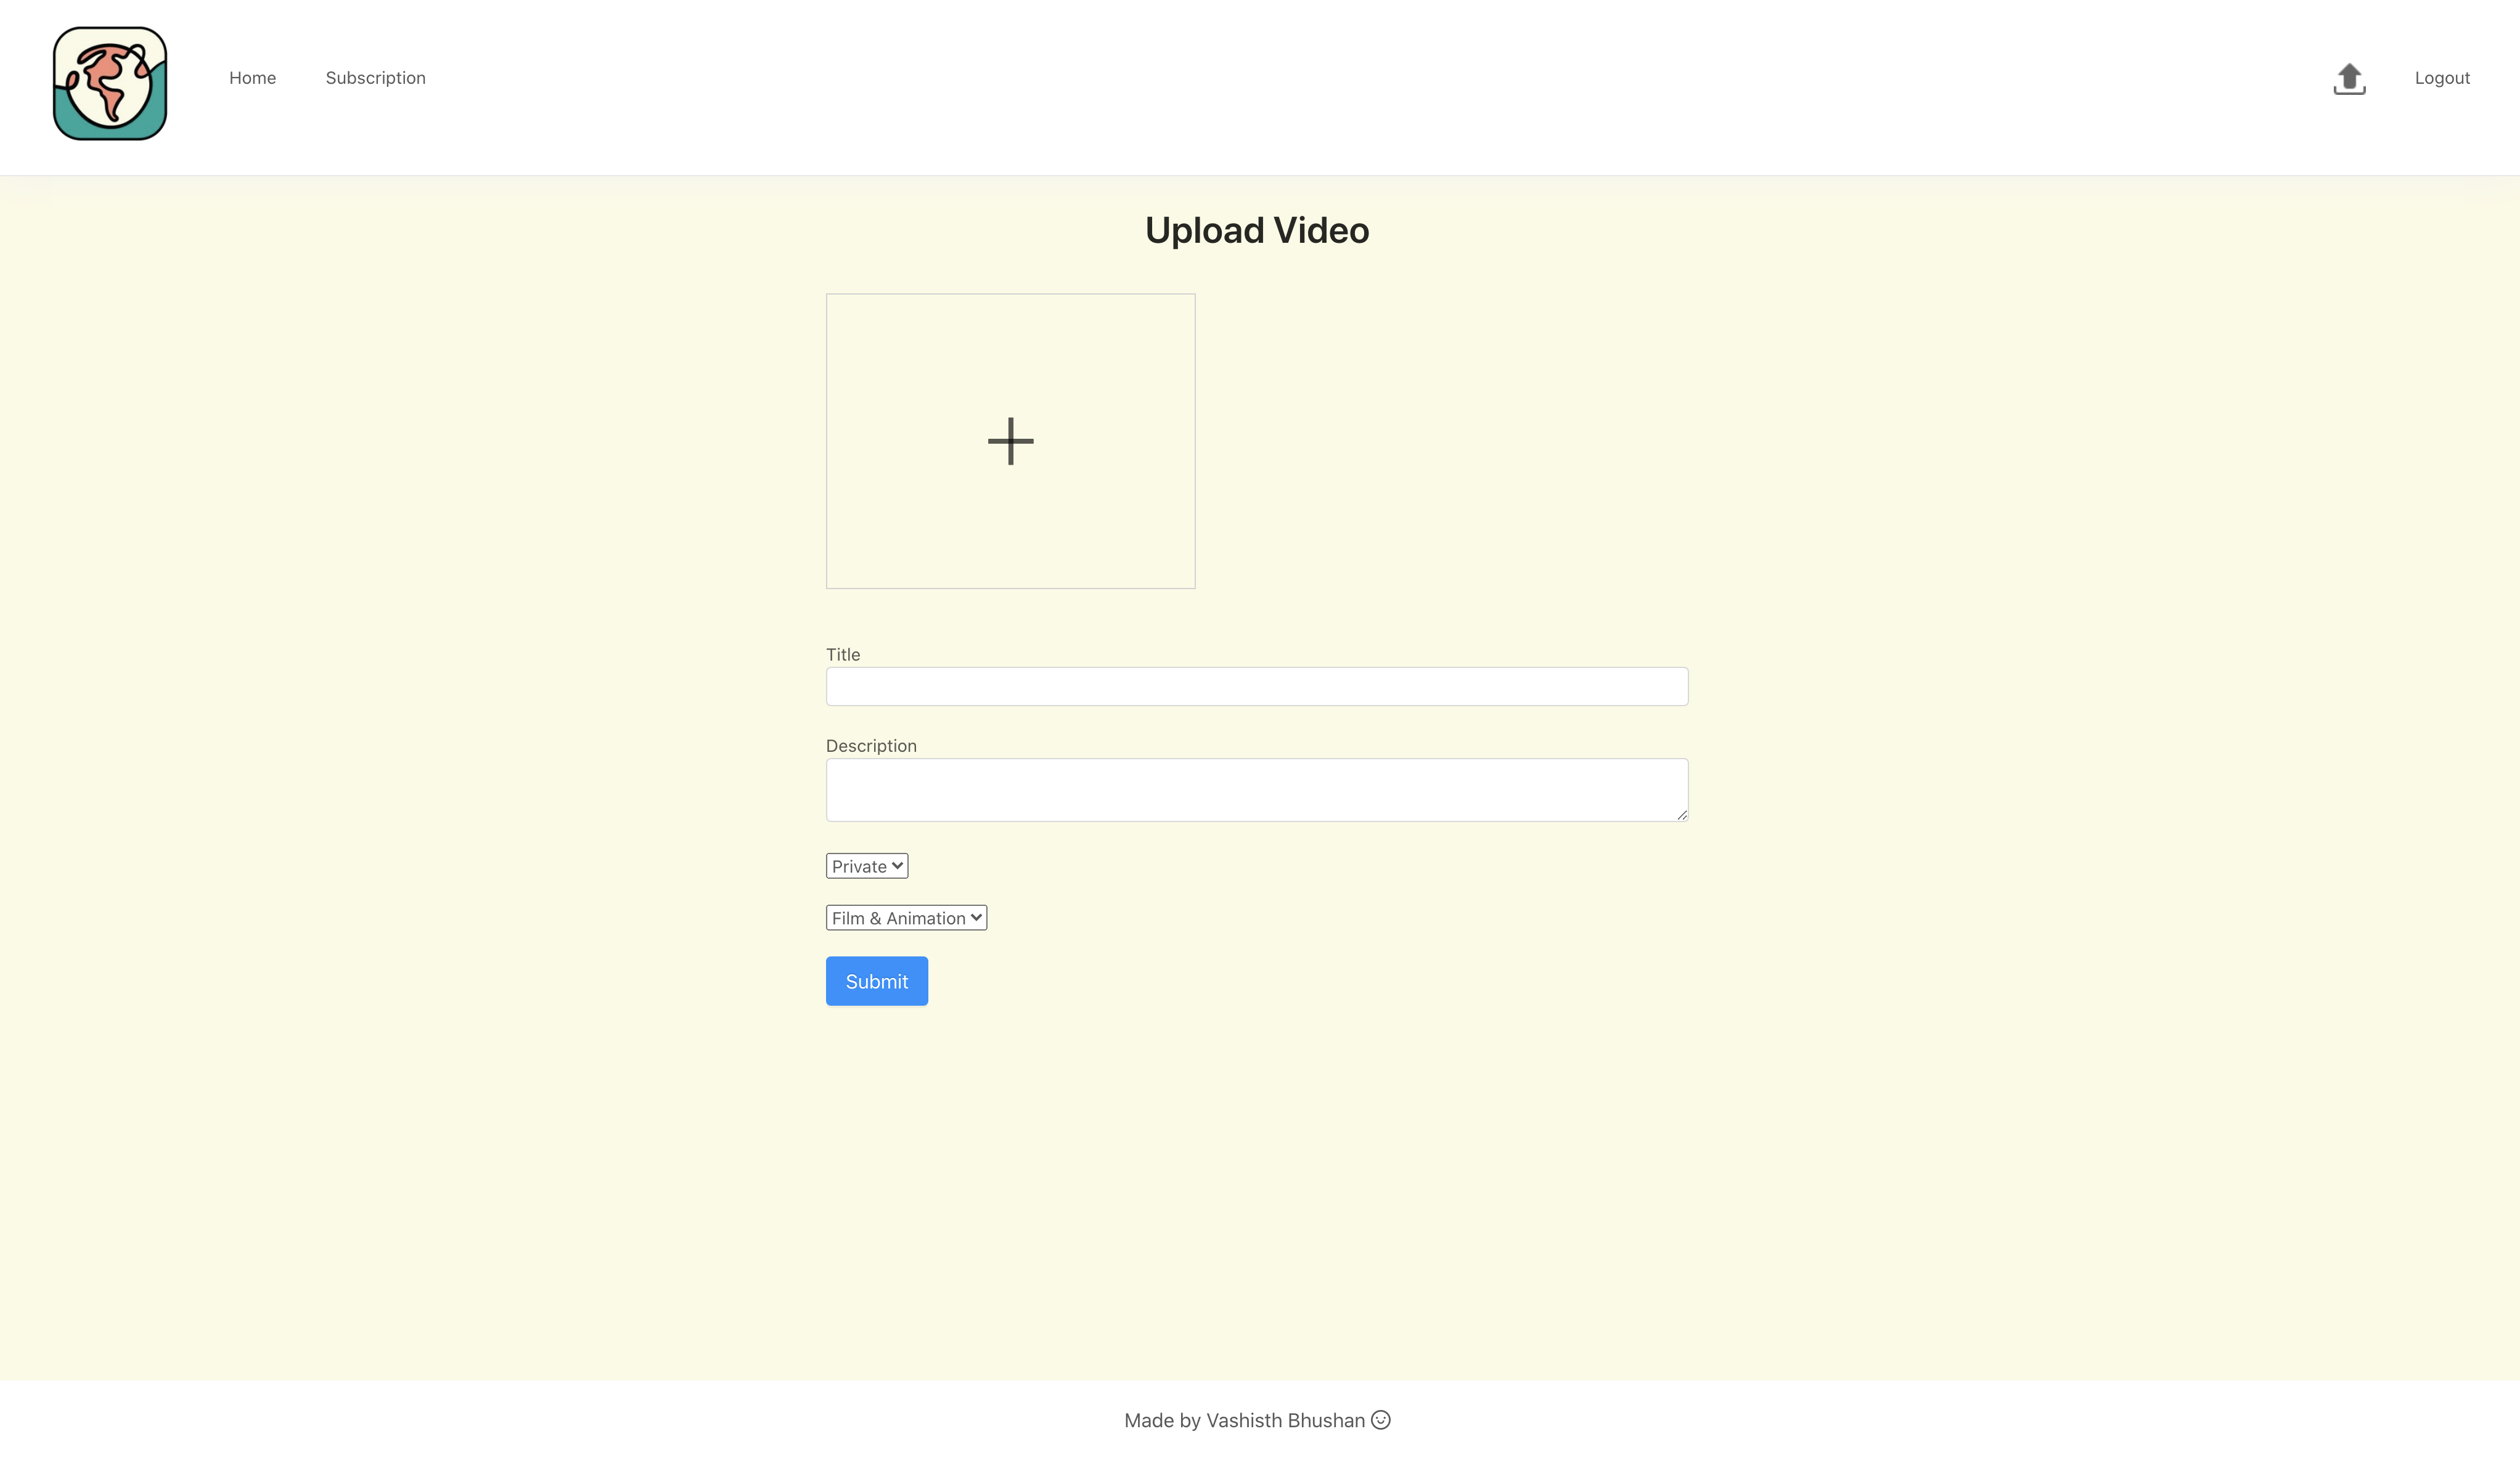 Home
Subscription
Logout
Upload Video
Title
Description
Private
Film & Animation
Submit
Made by Vashisth Bhushan